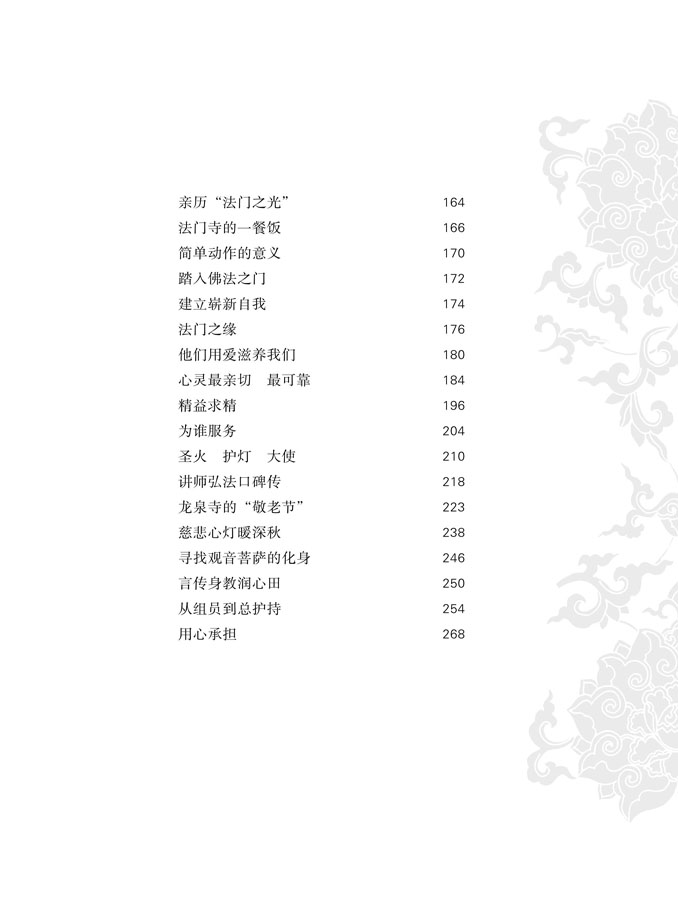 亲历“法门之光” 164
法门寺的一餐饭 166
简单动作的意义 170
踏入佛法之门 172
建立崭新自我 174
法门之缘 176
他们用爱滋养我们 180
心灵最亲切　最可靠 184
精益求精 196
为谁服务 204
圣火　护灯　大使 210
讲师弘法口碑传 218
龙泉寺的“敬老节” 223
慈悲心灯暖深秋 238
寻找观音菩萨的化身 246
言传身教润心田 250
从组员到总护持 254
用心承担 268